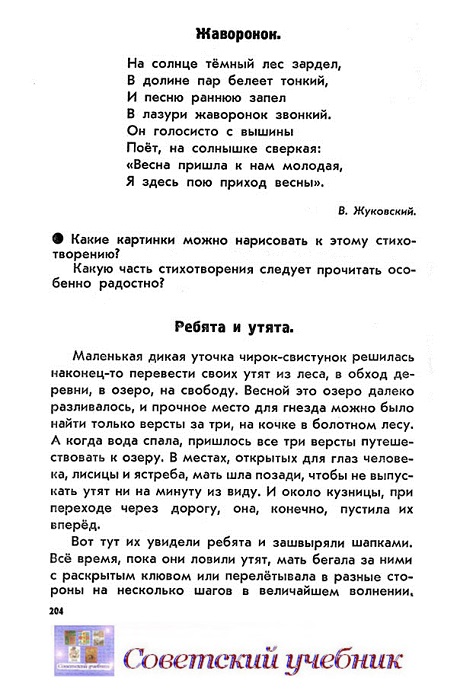 Жаворонок.
На солнце тёмный лес зардел,
В долине пар белеет тонкий,
И песню раннюю запел
В лазури жаворонок звонкий.
Он голосисто с вышины
Поёт, на солнышке сверкая:
«Весна пришла к нам молодая,
Я здесь пою приход весны».
В. Жуковский.
Какие картинки можно нарисовать к этому стихо-
творению?
Какую часть стихотворения следует прочитать осо-
бенно радостно?
Ребята и утята.
Маленькая дикая уточка чирок-свистунок решилась
наконец-то перевести своих утят из леса, в обход де-
ревни, в озеро, на свободу. Весной это озеро далеко
разливалось, и прочное место для гнезда можно было
найти только версты за три, на кочке в болотном лесу.
А когда вода спала, пришлось все три версты путеше-
ствовать к озеру. В местах, открытых для глаз челове-
ка, лисицы и ястреба, мать шла позади, чтобы не выпус-
кать утят ни на минуту из виду. И около кузницы, при
переходе через дорогу, она, конечно, пустила их
вперёд.
Вот тут их увидели ребята и зашвыряли шапками.
Всё время, пока они ловили утят, мать бегала за ними
с раскрытым клювом или перелётывала в разные сто-
роны на несколько шагов в величайшем волнении.
204
Советский учебник